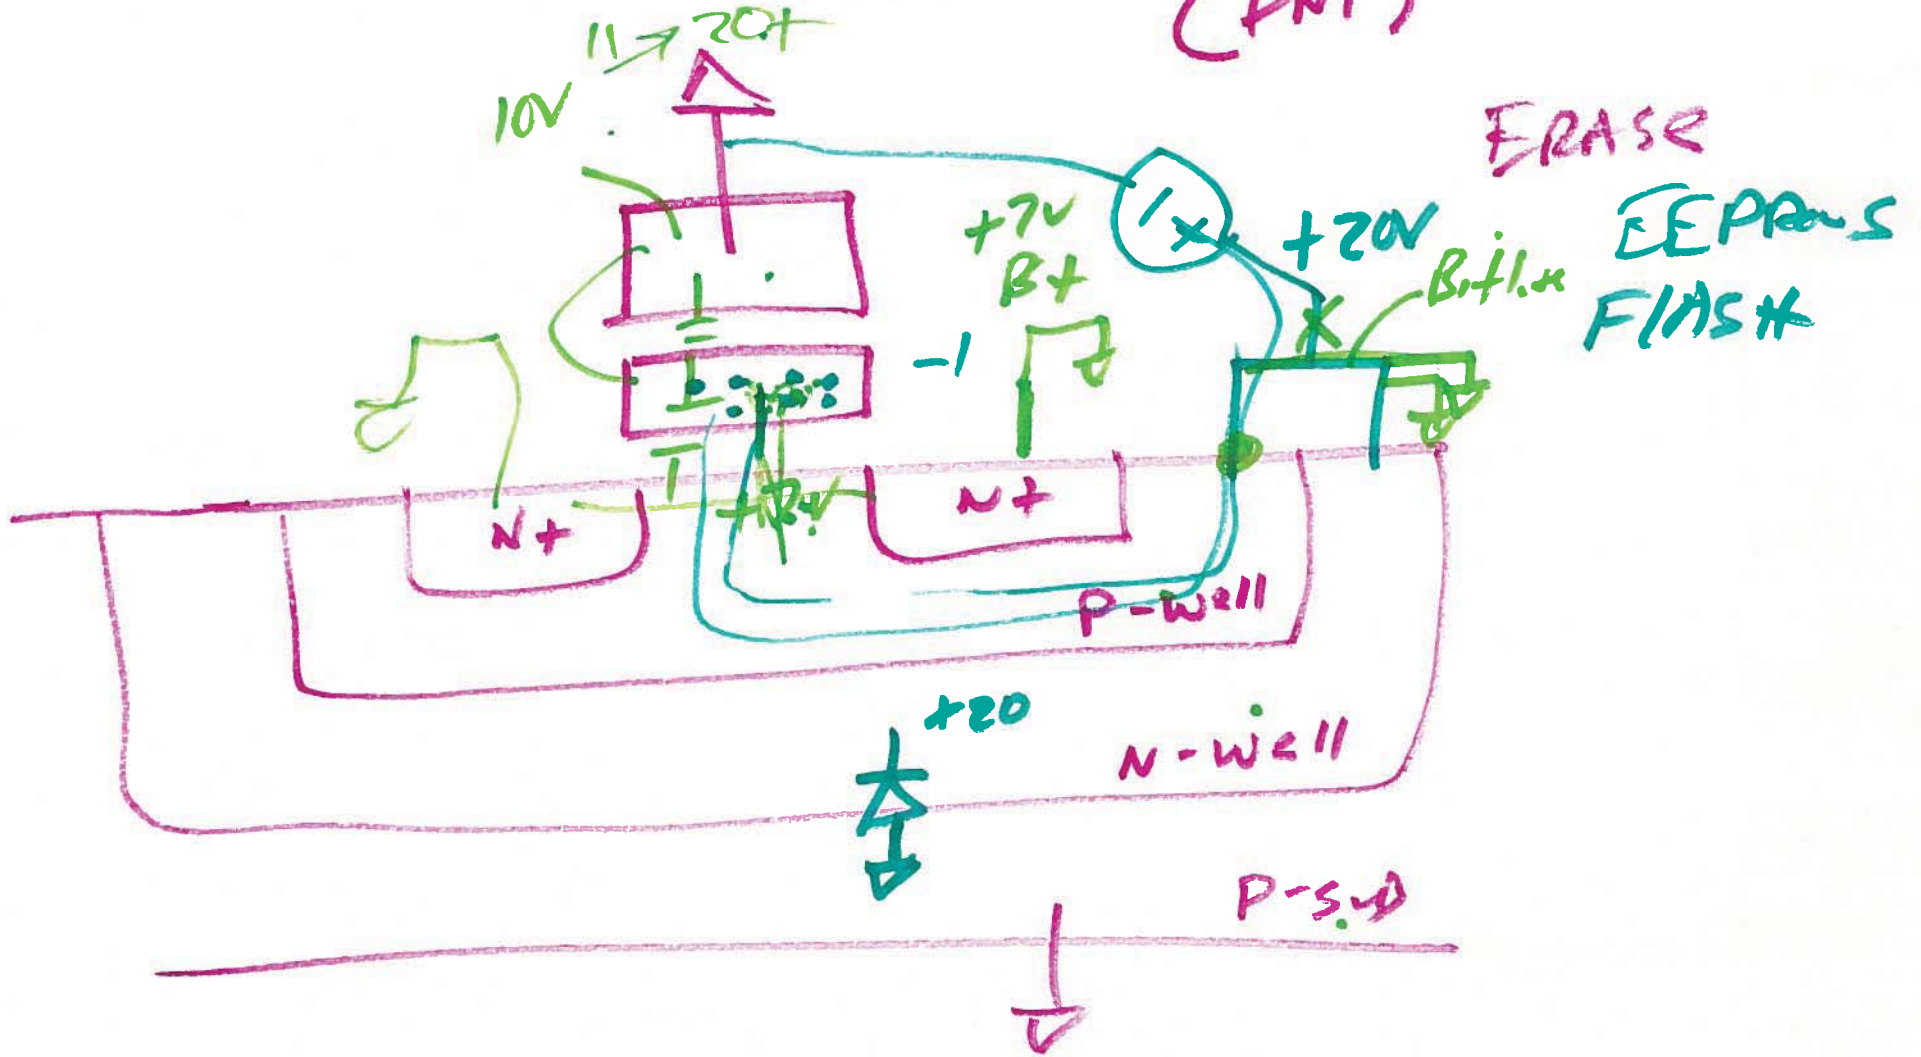 11 → 20+
10V
ERASE
EEPROMS
FLASH
+20V
+7V
B+
-1
N+
N+
P-well
+20
N-well
P-sub